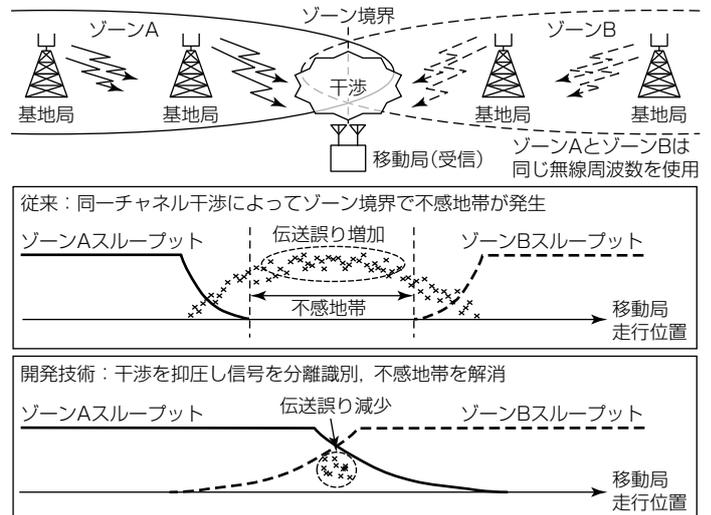 ゾーン境界
ゾーンA
ゾーンB
干渉
基地局
基地局
基地局
基地局
移動局（受信）
ゾーンAとゾーンBは
同じ無線周波数を使用
従来：同一チャネル干渉によってゾーン境界で不感地帯が発生
ゾーンAスループット
伝送誤り増加
ゾーンBスループット
不感地帯
移動局
走行位置
開発技術：干渉を抑圧し信号を分離識別，不感地帯を解消
伝送誤り減少
ゾーンAスループット
ゾーンBスループット
移動局
走行位置